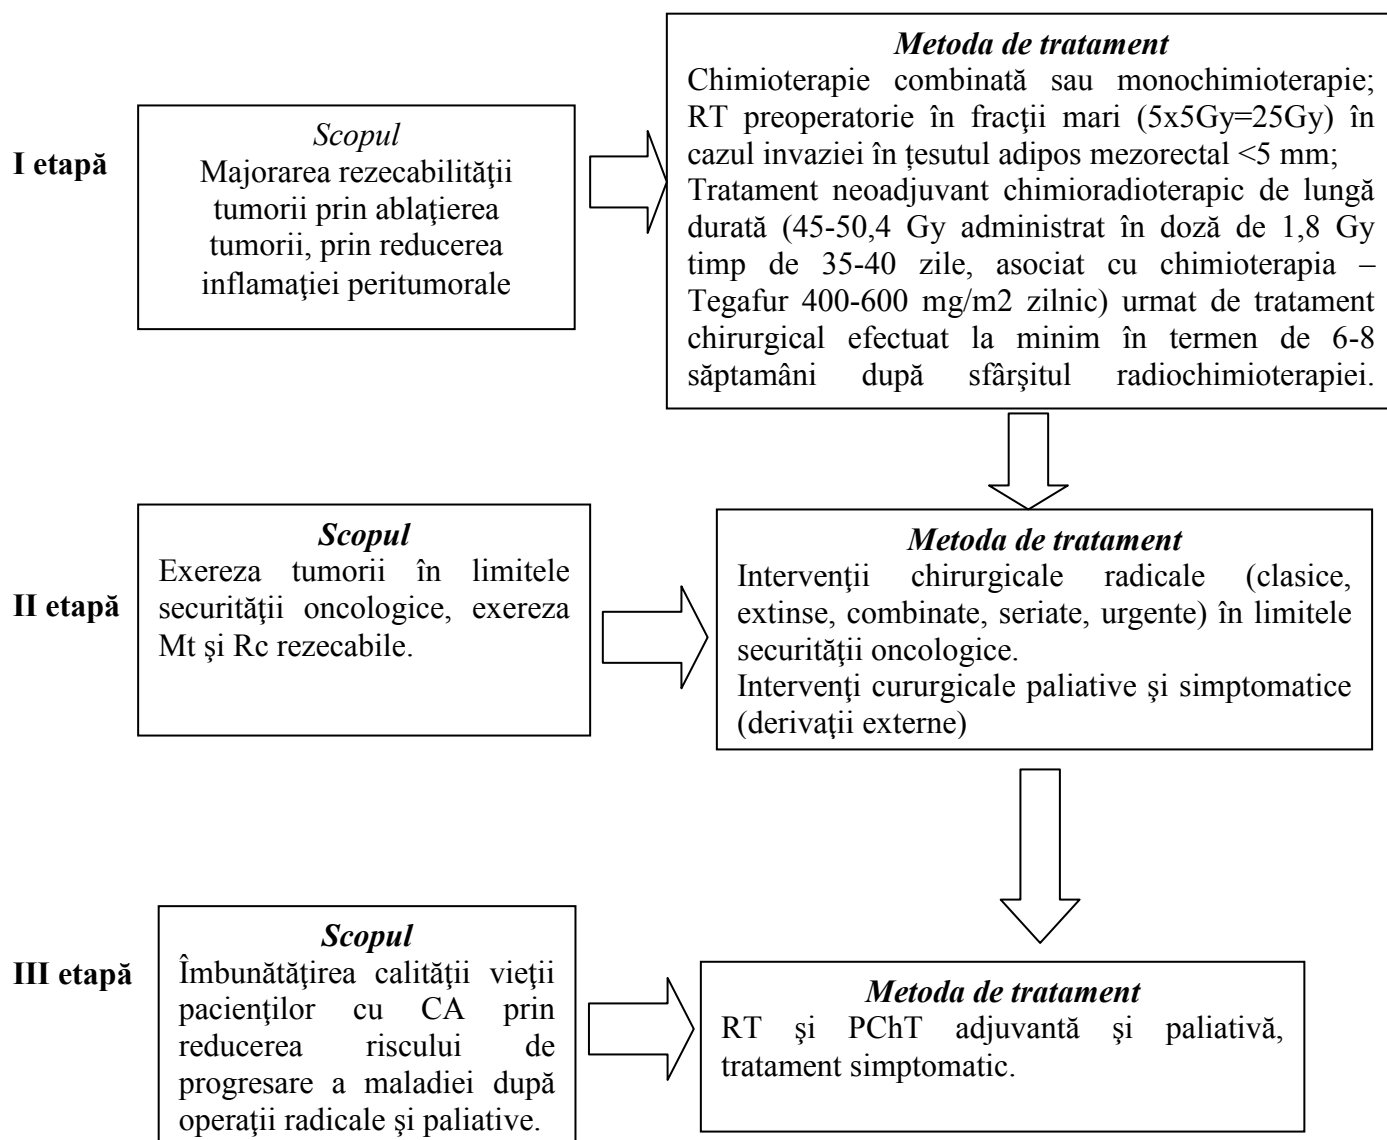 I etapă
Scopul
Majorarea rezecabilităţii
tumorii prin ablaţierea
tumorii, prin reducerea
inflamaţiei peritumorale
Metoda de tratament
Chimioterapie combinată sau monochimioterapie;
RT preoperatorie în fracţii mari (5x5Gy=25Gy) în
cazul invaziei în țesutul adipos mezorectal <5 mm;
Tratament neoadjuvant chimioradioterapic de lungă
durată (45-50,4 Gy administrat în doză de 1,8 Gy
timp de 35-40 zile, asociat cu chimioterapia –
Tegafur 400-600 mg/m2 zilnic) urmat de tratament
chirurgical efectuat la minim în termen de 6-8
săptamâni după sfârşitul radiochimioterapiei.
II etapă
Scopul
Exereza tumorii în limitele
securităţii oncologice, exereza
Mt şi Rc rezecabile.
Metoda de tratament
Intervenţii chirurgicale radicale (clasice,
extinse, combinate, seriate, urgente) în limitele
securităţii oncologice.
Intervenţi cururgicale paliative şi simptomatice
(derivaţii externe)
III etapă
Scopul
Îmbunătăţirea calităţii vieţii
pacienţilor cu CA prin
reducerea riscului de
progresare a maladiei după
operaţii radicale şi paliative.
Metoda de tratament
RT şi PChT adjuvantă şi paliativă,
tratament simptomatic.